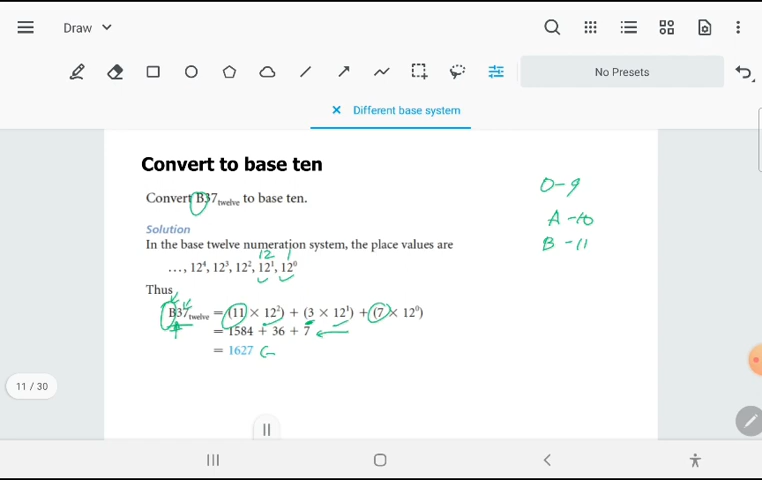 Draw
No Presets
Different base system
Convert to base ten
Convert B37twelve to base ten.
0-9
A-10
B-11
Solution
In the base twelve numeration system, the place values are
12 1
..., 12⁴, 12³, 12², 12¹, 12⁰
Thus
B37twelve = (11 × 12²) + (3 × 12¹) + (7 × 12⁰)
= 1584 + 36 + 7
= 1627
11 / 30